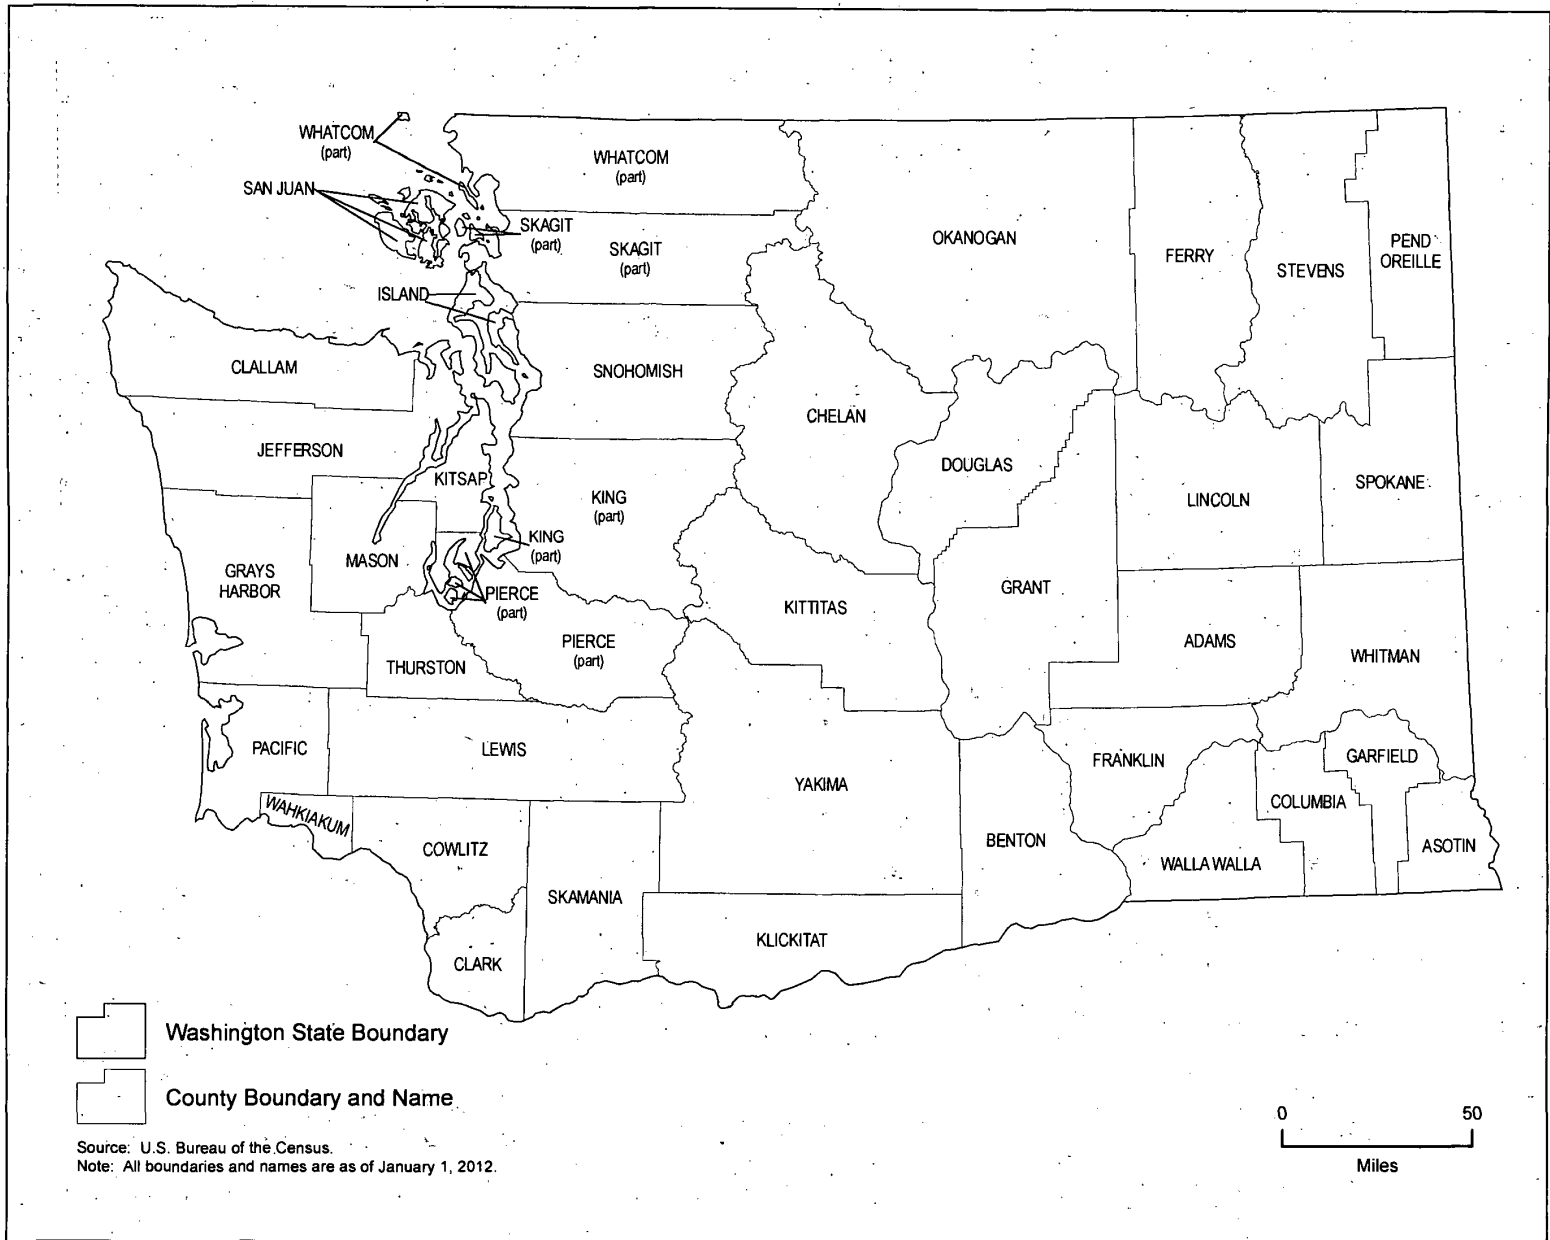 WHATCOM
(part)
WHATCOM
(part)
SAN JUAN
SKAGIT
(part)
SKAGIT
(part)
OKANOGAN
FERRY
STEVENS
PEND
OREILLE
ISLAND
CLALLAM
SNOHOMISH
CHELAN
JEFFERSON
KITSAP
KING
(part)
KING
(part)
DOUGLAS
LINCOLN
SPOKANE
MASON
GRAYS
HARBOR
PIERCE
(part)
PIERCE
(part)
KITTITAS
GRANT
ADAMS
WHITMAN
THURSTON
PACIFIC
LEWIS
YAKIMA
FRANKLIN
GARFIELD
COLUMBIA
WAHKIAKUM
COWLITZ
BENTON
WALLA WALLA
ASOTIN
SKAMANIA
KLICKITAT
CLARK
Washington State Boundary
County Boundary and Name
Source: U.S. Bureau of the Census.
Note: All boundaries and names are as of January 1, 2012.
0 50
Miles